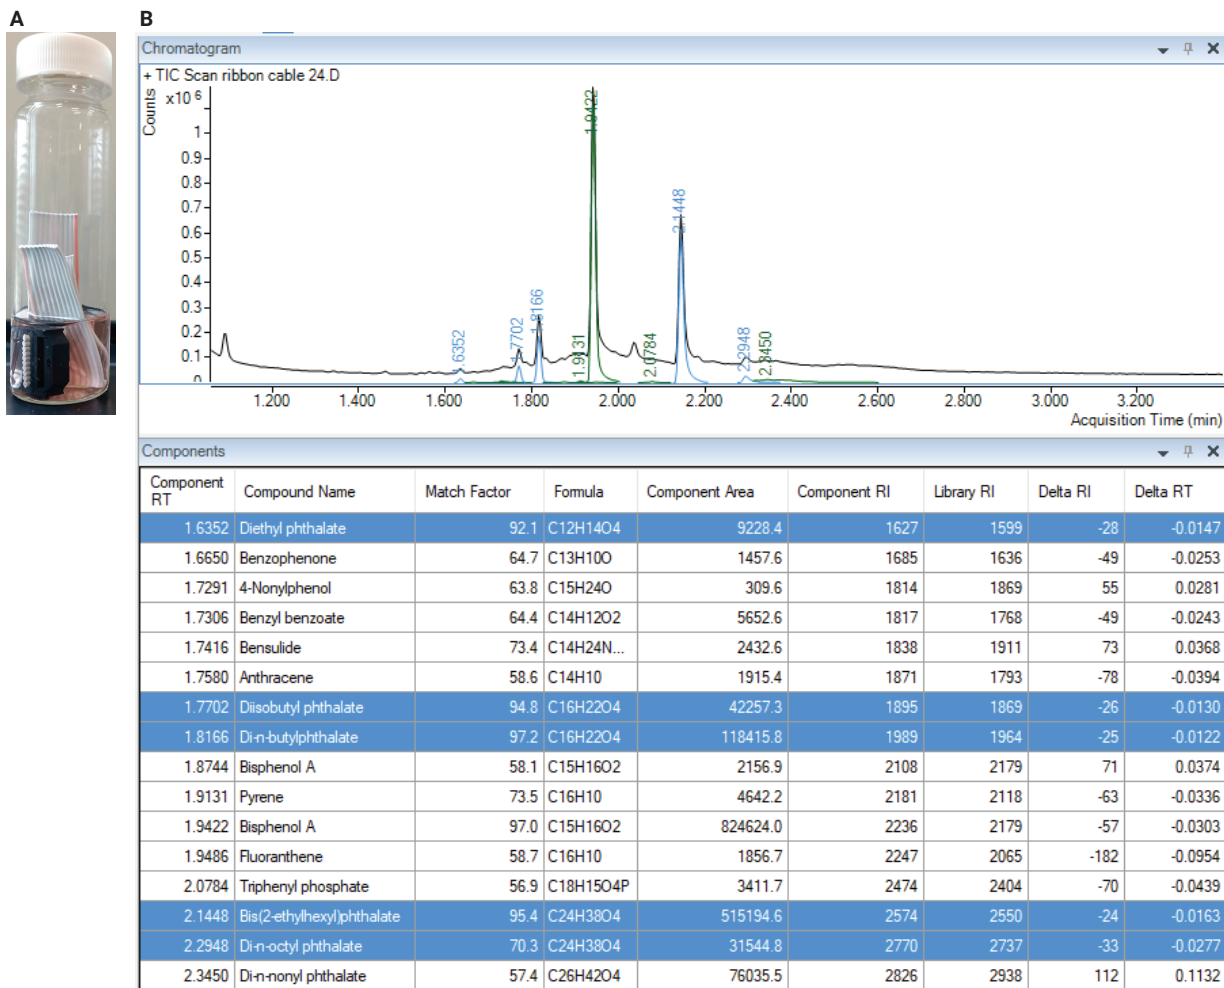 A
B
Chromatogram
+ TIC Scan ribbon cable 24.D
Counts
x10 6
1
0.9
0.8
0.7
0.6
0.5
0.4
0.3
0.2
0.1
0
1.6352
1.7702
1.8166
1.9131
1.9422
2.0784
2.1448
2.2948
2.3450
1.200 1.400 1.600 1.800 2.000 2.200 2.400 2.600 2.800 3.000 3.200
Acquisition Time (min)
Components
Component RT Compound Name Match Factor Formula Component Area Component RI Library RI Delta RI Delta RT
1.6352 Diethyl phthalate 92.1 C12H14O4 9228.4 1627 1599 -28 -0.0147
1.6650 Benzophenone 64.7 C13H10O 1457.6 1685 1636 -49 -0.0253
1.7291 4-Nonylphenol 63.8 C15H24O 309.6 1814 1869 55 0.0281
1.7306 Benzyl benzoate 64.4 C14H12O2 5652.6 1817 1768 -49 -0.0243
1.7416 Bensulide 73.4 C14H24N... 2432.6 1838 1911 73 0.0368
1.7580 Anthracene 58.6 C14H10 1915.4 1871 1793 -78 -0.0394
1.7702 Diisobutyl phthalate 94.8 C16H22O4 42257.3 1895 1869 -26 -0.0130
1.8166 Di-n-butylphthalate 97.2 C16H22O4 118415.8 1989 1964 -25 -0.0122
1.8744 Bisphenol A 58.1 C15H16O2 2156.9 2108 2179 71 0.0374
1.9131 Pyrene 73.5 C16H10 4642.2 2181 2118 -63 -0.0336
1.9422 Bisphenol A 97.0 C15H16O2 824624.0 2236 2179 -57 -0.0303
1.9486 Fluoranthene 58.7 C16H10 1856.7 2247 2065 -182 -0.0954
2.0784 Triphenyl phosphate 56.9 C18H15O4P 3411.7 2474 2404 -70 -0.0439
2.1448 Bis(2-ethylhexyl)phthalate 95.4 C24H38O4 515194.6 2574 2550 -24 -0.0163
2.2948 Di-n-octyl phthalate 70.3 C24H38O4 31544.8 2770 2737 -33 -0.0277
2.3450 Di-n-nonyl phthalate 57.4 C26H42O4 76035.5 2826 2938 112 0.1132